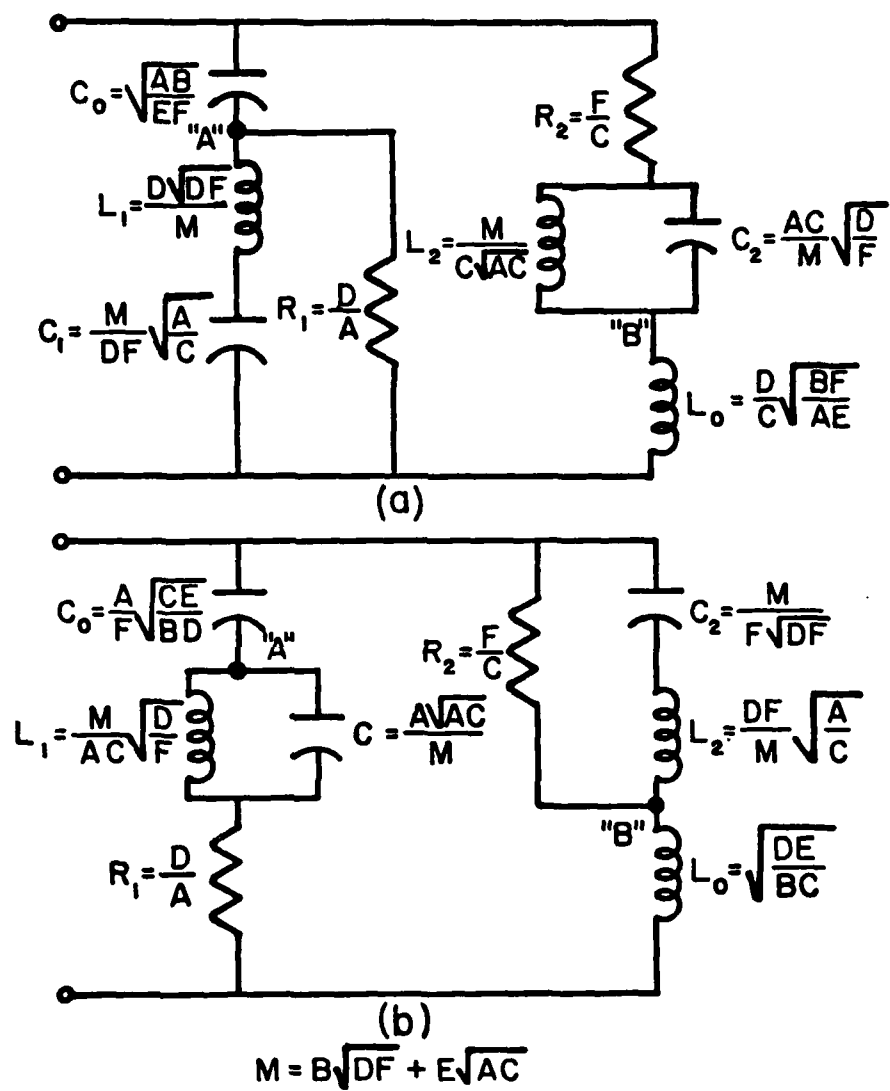 C₀=√(AB/EF)
"A"
R₂=F/C
L₁=D√DF/M
L₂=M/C√AC
C₂=AC/M √(D/F)
C₁=M/DF √(A/C)
R₁=D/A
"B"
L₀=D/C √(BF/AE)
(a)
C₀=A/F √(CE/BD)
"A"
C₂=M/F√DF
R₂=F/C
L₁=M/AC √(D/F)
C=A√AC/M
L₂=DF/M √(A/C)
"B"
R₁=D/A
L₀=√(DE/BC)
(b)
M=B√DF + E√AC